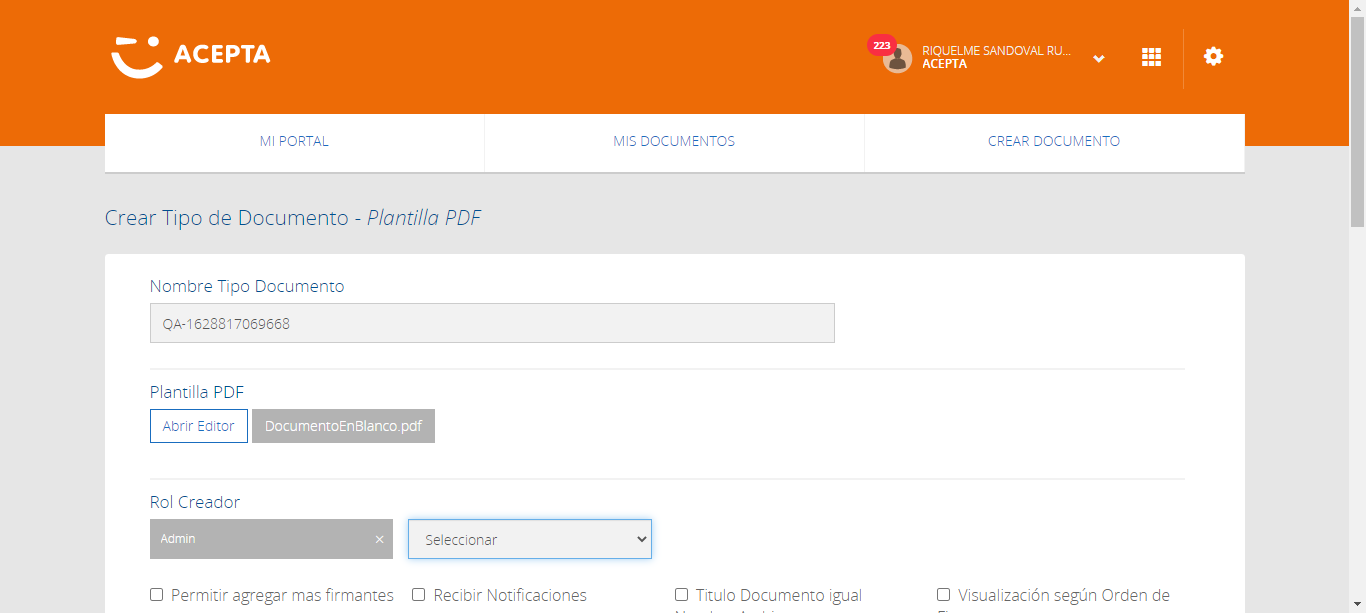 ACEPTA
223
RIQUELME SANDOVAL RU...
ACEPTA
MI PORTAL
MIS DOCUMENTOS
CREAR DOCUMENTO
Crear Tipo de Documento - Plantilla PDF
Nombre Tipo Documento
QA-1628817069668
Plantilla PDF
Abrir Editor
DocumentoEnBlanco.pdf
Rol Creador
Admin ×
Seleccionar
Permitir agregar mas firmantes
Recibir Notificaciones
Titulo Documento igual
Visualización según Orden de